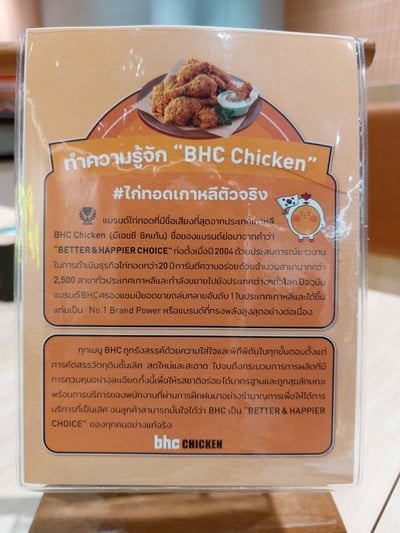 ทำความรู้จัก "BHC Chicken"
#ไก่ทอดเกาหลีตัวจริง
แบรนด์ไก่ทอดที่มีชื่อเสียงที่สุดจากประเทศเกาหลี
BHC Chicken (บีเอชซี ชิคเก้น) ชื่อของแบรนด์ย่อมาจากคำว่า
"BETTER & HAPPIER CHOICE" ก่อตั้งเมื่อปี 2004 ด้วยประสบการณ์ยาวนาน
ในการดำเนินธุรกิจไก่ทอดกว่า 20 ปี การันตีความอร่อยด้วยจำนวนสาขามากกว่า
2,500 สาขาทั่วประเทศเกาหลีและกำลังขยายไปยังประเทศต่างๆทั่วโลก ปัจจุบัน
แบรนด์ BHC ครองแชมป์ยอดขายถล่มทลายอันดับ 1 ในประเทศเกาหลีและได้ขึ้น
แท่นเป็น No.1 Brand Power หรือแบรนด์ที่ทรงพลังสูงสุดอย่างต่อเนื่อง
ทุกเมนู BHC ถูกรังสรรค์ด้วยความใส่ใจและพิถีพิถันในทุกขั้นตอนตั้งแต่
การคัดสรรวัตถุดิบชั้นเลิศ สดใหม่และสะอาด ไปจนถึงกระบวนการการผลิตที่มี
การควบคุมอย่างละเอียดทั้งนี้เพื่อให้รสชาติอร่อยได้มาตรฐานและถูกสุขลักษณะ
พร้อมการบริการของพนักงานที่ผ่านการฝึกฝนมาอย่างชำนาญการเพื่อให้ได้การ
บริการที่เป็นเลิศ จนลูกค้าสามารถมั่นใจได้ว่า BHC เป็น "BETTER & HAPPIER
CHOICE" ของทุกคนอย่างแท้จริง
bhc CHICKEN